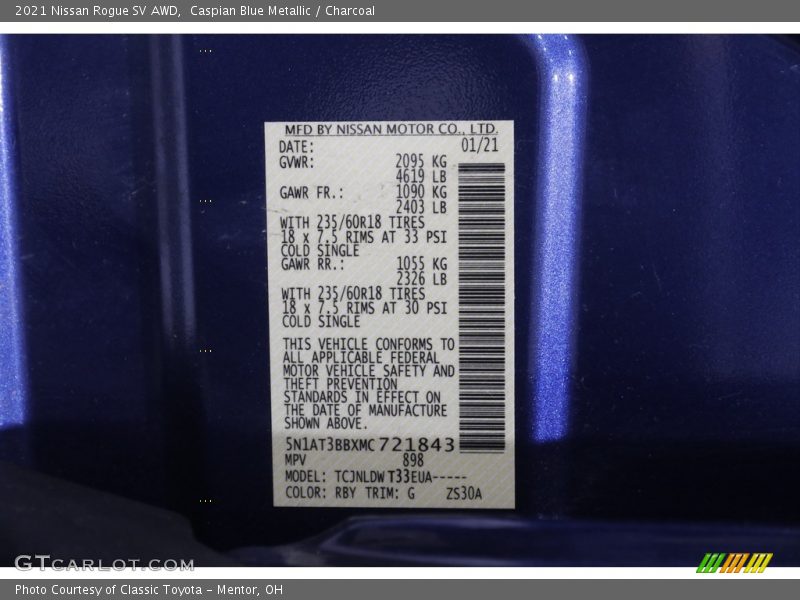 2021 Nissan Rogue SV AWD,  Caspian Blue Metallic / Charcoal
MFD BY NISSAN MOTOR CO., LTD.
DATE: 01/21
GVWR: 2095 KG
4619 LB
GAWR FR.: 1090 KG
2403 LB
WITH 235/60R18 TIRES
18 x 7.5 RIMS AT 33 PSI
COLD SINGLE
GAWR RR.: 1055 KG
2326 LB
WITH 235/60R18 TIRES
18 x 7.5 RIMS AT 30 PSI
COLD SINGLE
THIS VEHICLE CONFORMS TO
ALL APPLICABLE FEDERAL
MOTOR VEHICLE SAFETY AND
THEFT PREVENTION
STANDARDS IN EFFECT ON
THE DATE OF MANUFACTURE
SHOWN ABOVE.
5N1AT3BBXMC721843
MPV 898
MODEL: TCJNLDWT33EUA-----
COLOR: RBY TRIM: G ZS30A
GTCARLOT.COM
Photo Courtesy of Classic Toyota - Mentor, OH